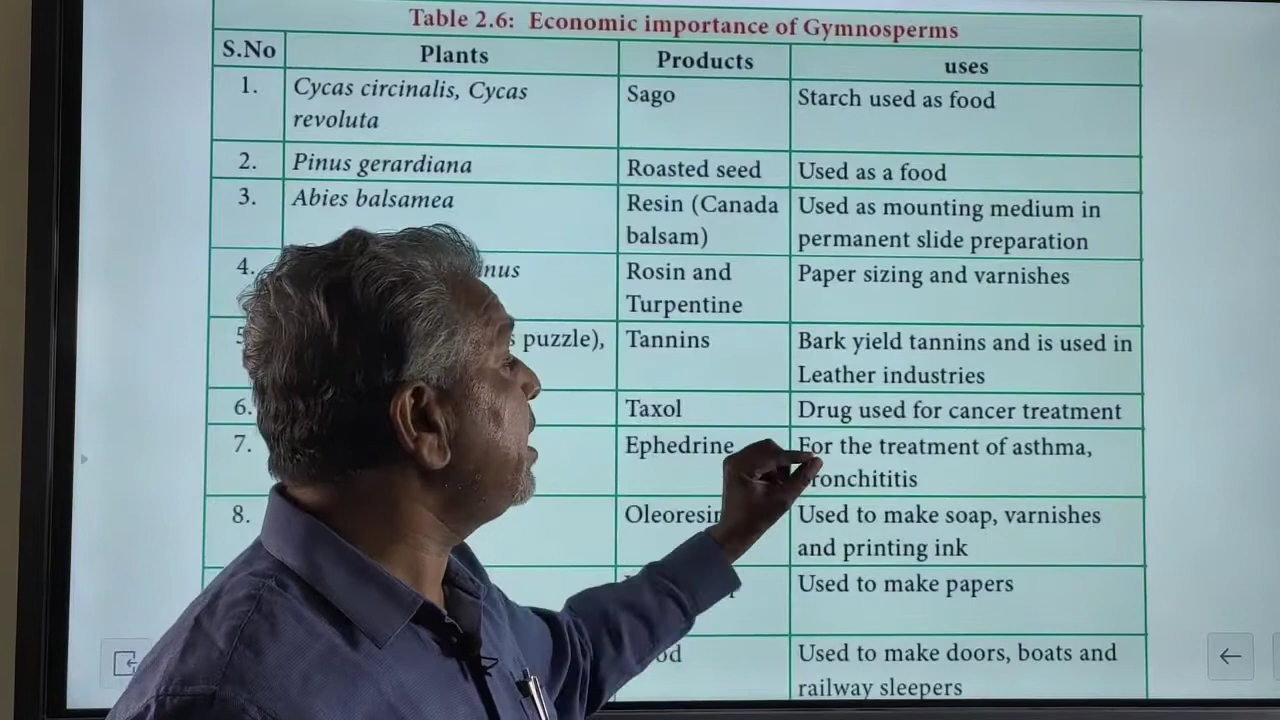 Table 2.6: Economic importance of Gymnosperms
S.No Plants Products uses
1. Cycas circinalis, Cycas revoluta Sago Starch used as food
2. Pinus gerardiana Roasted seed Used as a food
3. Abies balsamea Resin (Canada balsam) Used as mounting medium in permanent slide preparation
4. Rosin and Turpentine Paper sizing and varnishes
puzzle), Tannins Bark yield tannins and is used in Leather industries
6. Taxol Drug used for cancer treatment
7. Ephedrine For the treatment of asthma, bronchititis
8. Used to make soap, varnishes and printing ink
Used to make papers
Used to make doors, boats and railway sleepers